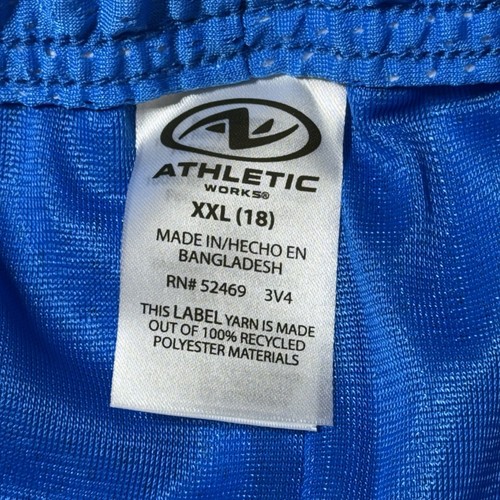 ATHLETIC
WORKS®
XXL (18)
MADE IN/HECHO EN
BANGLADESH
RN# 52469 3V4
THIS LABEL YARN IS MADE
OUT OF 100% RECYCLED
POLYESTER MATERIALS